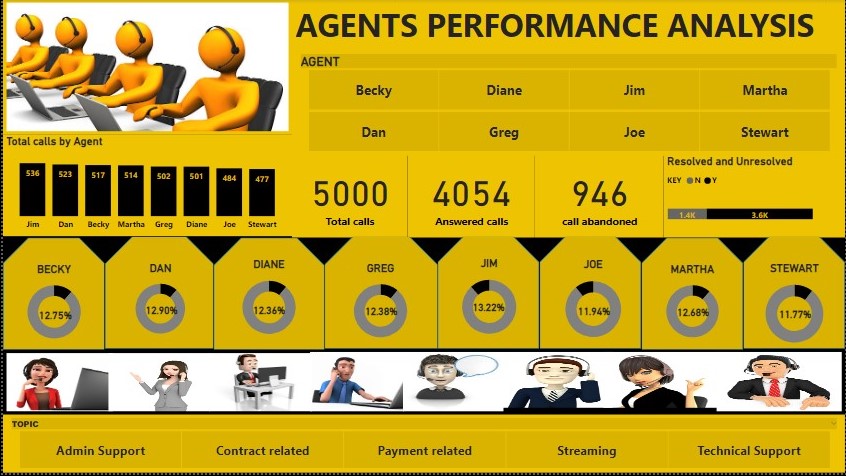 AGENTS PERFORMANCE ANALYSIS
AGENT
Becky Diane Jim Martha
Dan Greg Joe Stewart
Total calls by Agent
536 523 517 514 502 501 484 477
Jim Dan Becky Martha Greg Diane Joe Stewart
5000
Total calls
4054
Answered calls
946
call abandoned
Resolved and Unresolved
KEY N Y
1.4K 3.6K
BECKY DAN DIANE GREG JIM JOE MARTHA STEWART
12.75% 12.90% 12.36% 12.38% 13.22% 11.94% 12.68% 11.77%
TOPIC
Admin Support Contract related Payment related Streaming Technical Support